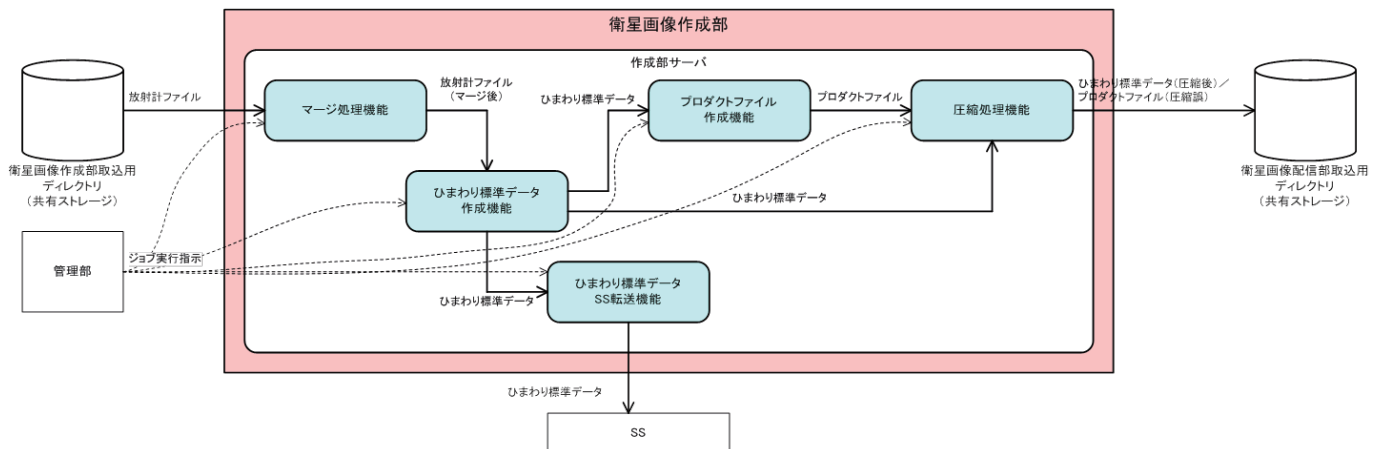 衛星画像作成部
作成部サーバ
放射計ファイル
マージ処理機能
放射計ファイル
(マージ後)
ひまわり標準データ
プロダクトファイル
作成機能
プロダクトファイル
圧縮処理機能
ひまわり標準データ(圧縮後)/
プロダクトファイル(圧縮誤)
衛星画像作成部取込用
ディレクトリ
(共有ストレージ)
衛星画像配信部取込用
ディレクトリ
(共有ストレージ)
ひまわり標準データ
作成機能
ひまわり標準データ
管理部
ジョブ実行指示
ひまわり標準データ
ひまわり標準データ
SS転送機能
ひまわり標準データ
SS